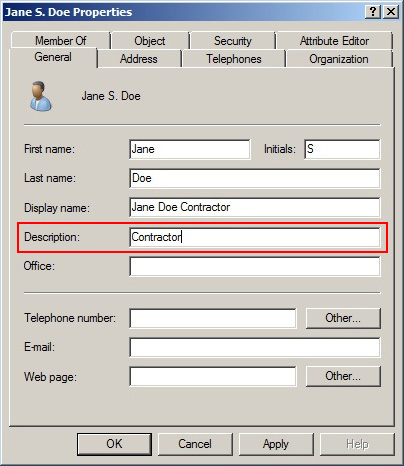 Jane S. Doe Properties
Member Of Object Security Attribute Editor
General Address Telephones Organization
Jane S. Doe
First name: Jane Initials: S
Last name: Doe
Display name: Jane Doe Contractor
Description: Contractor
Office:
Telephone number: Other...
E-mail:
Web page: Other...
OK Cancel Apply Help